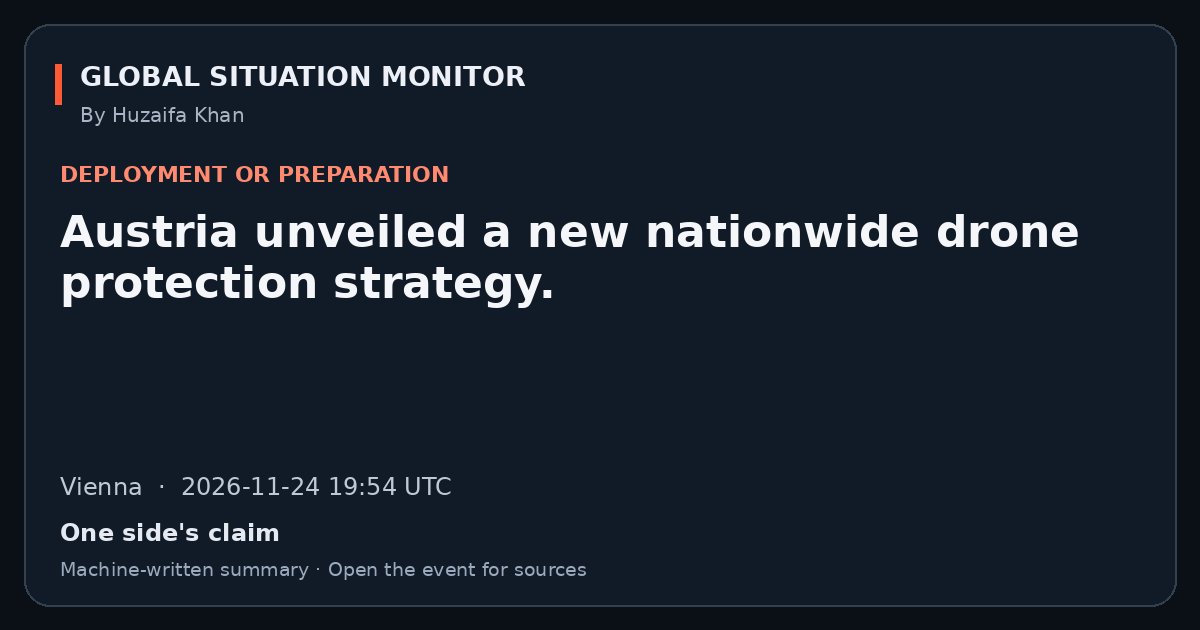 GLOBAL SITUATION MONITOR
By Huzaifa Khan
DEPLOYMENT OR PREPARATION
Austria unveiled a new nationwide drone
protection strategy.
Vienna · 2026-11-24 19:54 UTC
One side's claim
Machine-written summary · Open the event for sources